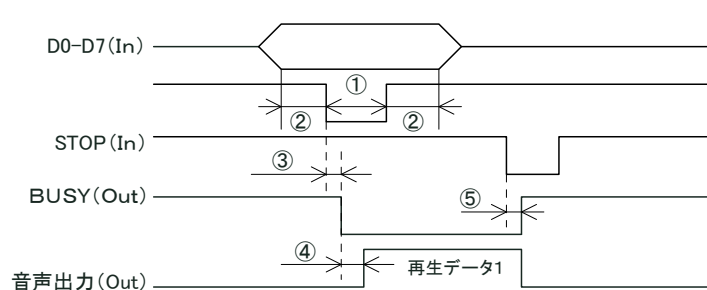 D0-D7(In)
①
② ②
STOP(In)
③
BUSY(Out)
⑤
④
再生データ1
音声出力(Out)